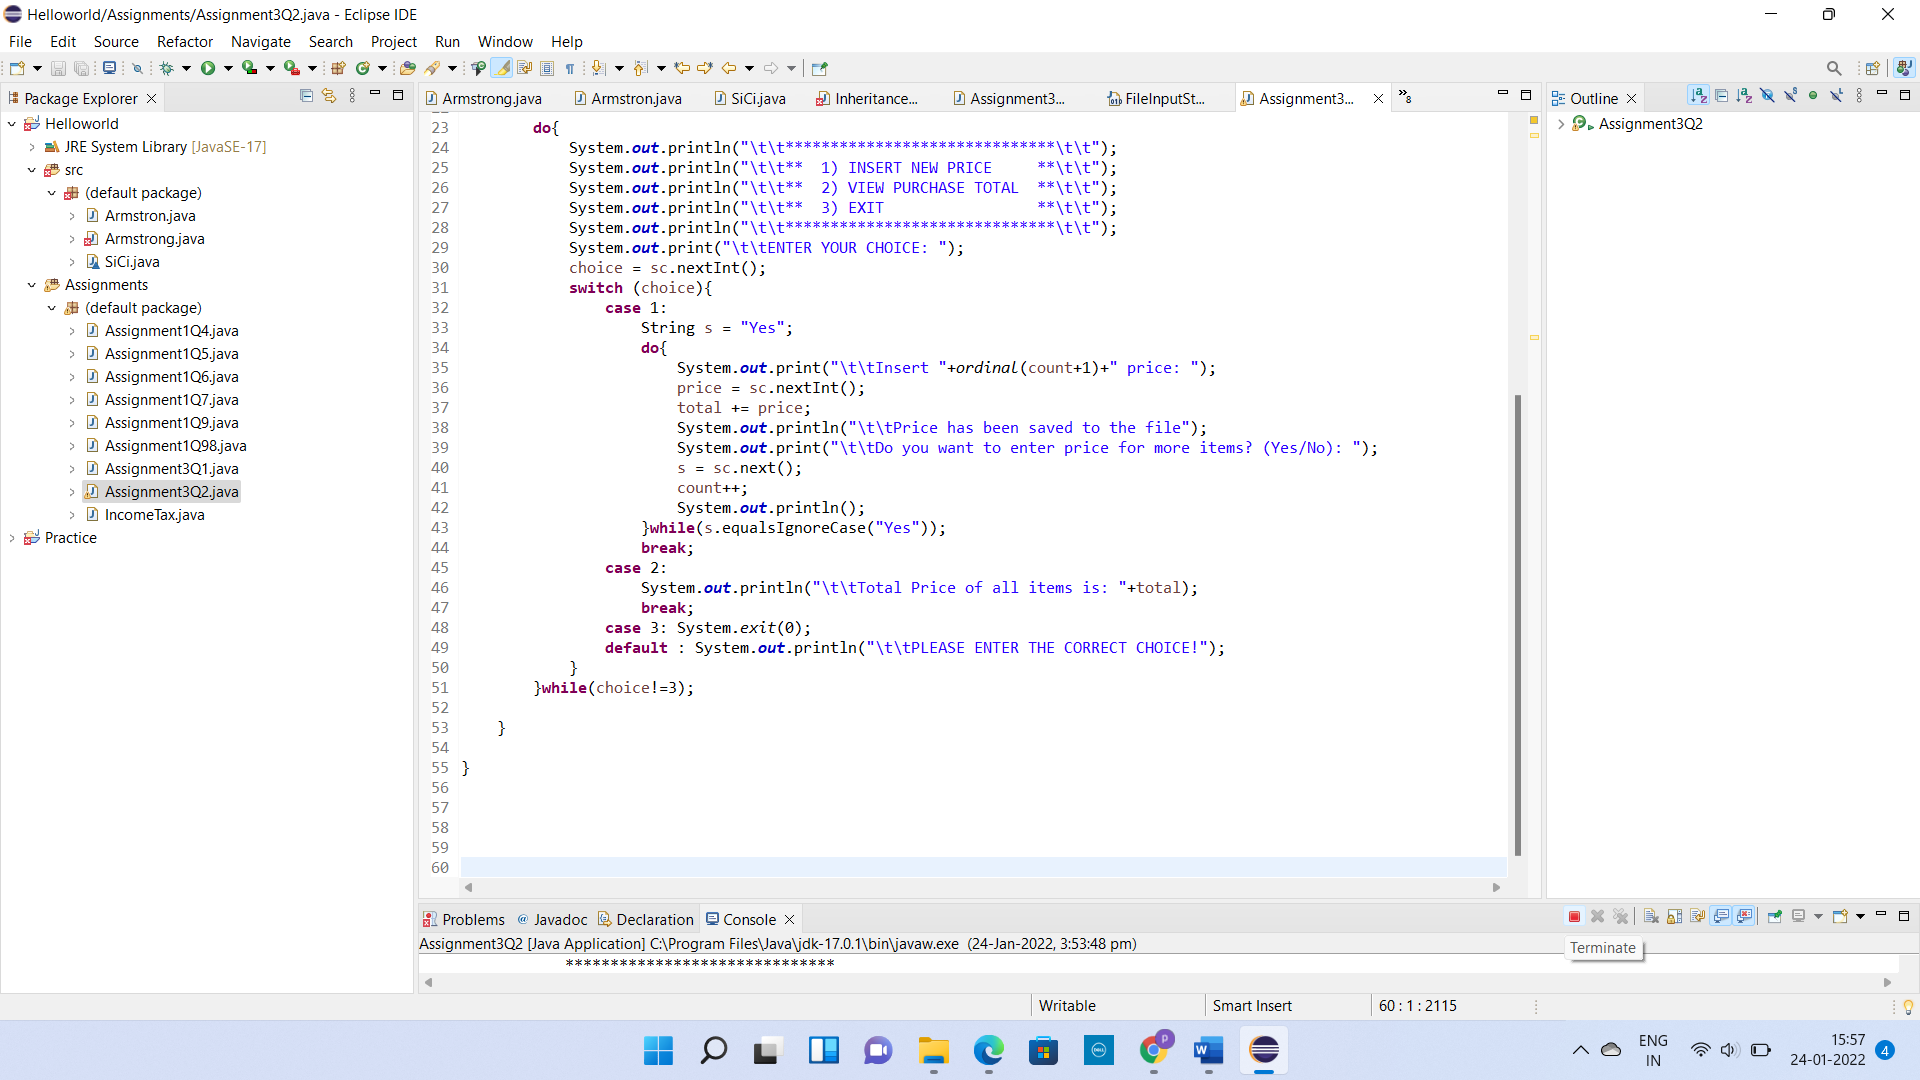 Helloworld/Assignments/Assignment3Q2.java - Eclipse IDE
File Edit Source Refactor Navigate Search Project Run Window Help
Package Explorer
Helloworld
JRE System Library [JavaSE-17]
src
(default package)
Armstron.java
Armstrong.java
SiCi.java
Assignments
(default package)
Assignment1Q4.java
Assignment1Q5.java
Assignment1Q6.java
Assignment1Q7.java
Assignment1Q9.java
Assignment1Q98.java
Assignment3Q1.java
Assignment3Q2.java
IncomeTax.java
Practice
Armstrong.java Armstron.java SiCi.java Inheritance... Assignment3... FileInputSt... Assignment3... 8
23 do{
24 System.out.println("\t\t******************************\t\t");
25 System.out.println("\t\t**  1) INSERT NEW PRICE     **\t\t");
26 System.out.println("\t\t**  2) VIEW PURCHASE TOTAL  **\t\t");
27 System.out.println("\t\t**  3) EXIT                 **\t\t");
28 System.out.println("\t\t******************************\t\t");
29 System.out.print("\t\tENTER YOUR CHOICE: ");
30 choice = sc.nextInt();
31 switch (choice){
32 case 1:
33 String s = "Yes";
34 do{
35 System.out.print("\t\tInsert "+ordinal(count+1)+" price: ");
36 price = sc.nextInt();
37 total += price;
38 System.out.println("\t\tPrice has been saved to the file");
39 System.out.print("\t\tDo you want to enter price for more items? (Yes/No): ");
40 s = sc.next();
41 count++;
42 System.out.println();
43 }while(s.equalsIgnoreCase("Yes"));
44 break;
45 case 2:
46 System.out.println("\t\tTotal Price of all items is: "+total);
47 break;
48 case 3: System.exit(0);
49 default : System.out.println("\t\tPLEASE ENTER THE CORRECT CHOICE!");
50 }
51 }while(choice!=3);
52
53 }
54
55 }
56
57
58
59
60
Outline
Assignment3Q2
Problems @ Javadoc Declaration Console
Assignment3Q2 [Java Application] C:\Program Files\Java\jdk-17.0.1\bin\javaw.exe (24-Jan-2022, 3:53:48 pm)
******************************
Terminate
Writable Smart Insert 60 : 1 : 2115
ENG
IN
15:57
24-01-2022
4